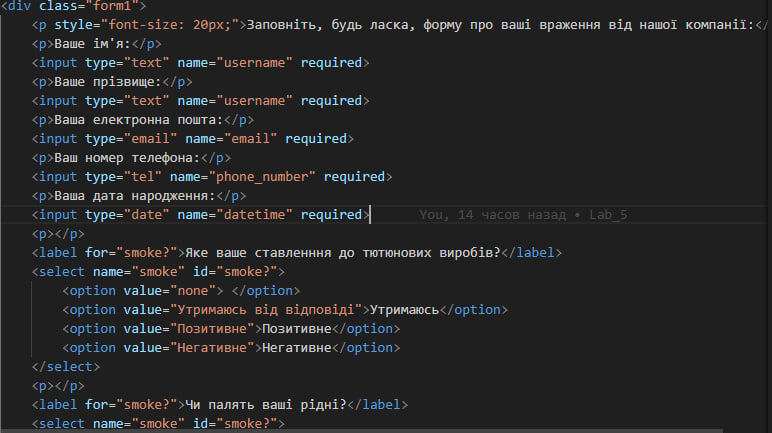 <div class="form1">
<p style="font-size: 20px;">Заповніть, будь ласка, форму про ваші враження від нашої компанії:</
<p>Ваше ім'я:</p>
<input type="text" name="username" required>
<p>Ваше прізвище:</p>
<input type="text" name="username" required>
<p>Ваша електронна пошта:</p>
<input type="email" name="email" required>
<p>Ваш номер телефона:</p>
<input type="tel" name="phone_number" required>
<p>Ваша дата народження:</p>
<input type="date" name="datetime" required> You, 14 часов назад • Lab_5
<p></p>
<label for="smoke?">Яке ваше ставленння до тютюнових виробів?</label>
<select name="smoke" id="smoke?">
<option value="none"> </option>
<option value="Утримаюсь від відповіді">Утримаюсь</option>
<option value="Позитивне">Позитивне</option>
<option value="Негативне">Негативне</option>
</select>
<p></p>
<label for="smoke?">Чи палять ваші рідні?</label>
<select name="smoke" id="smoke?">